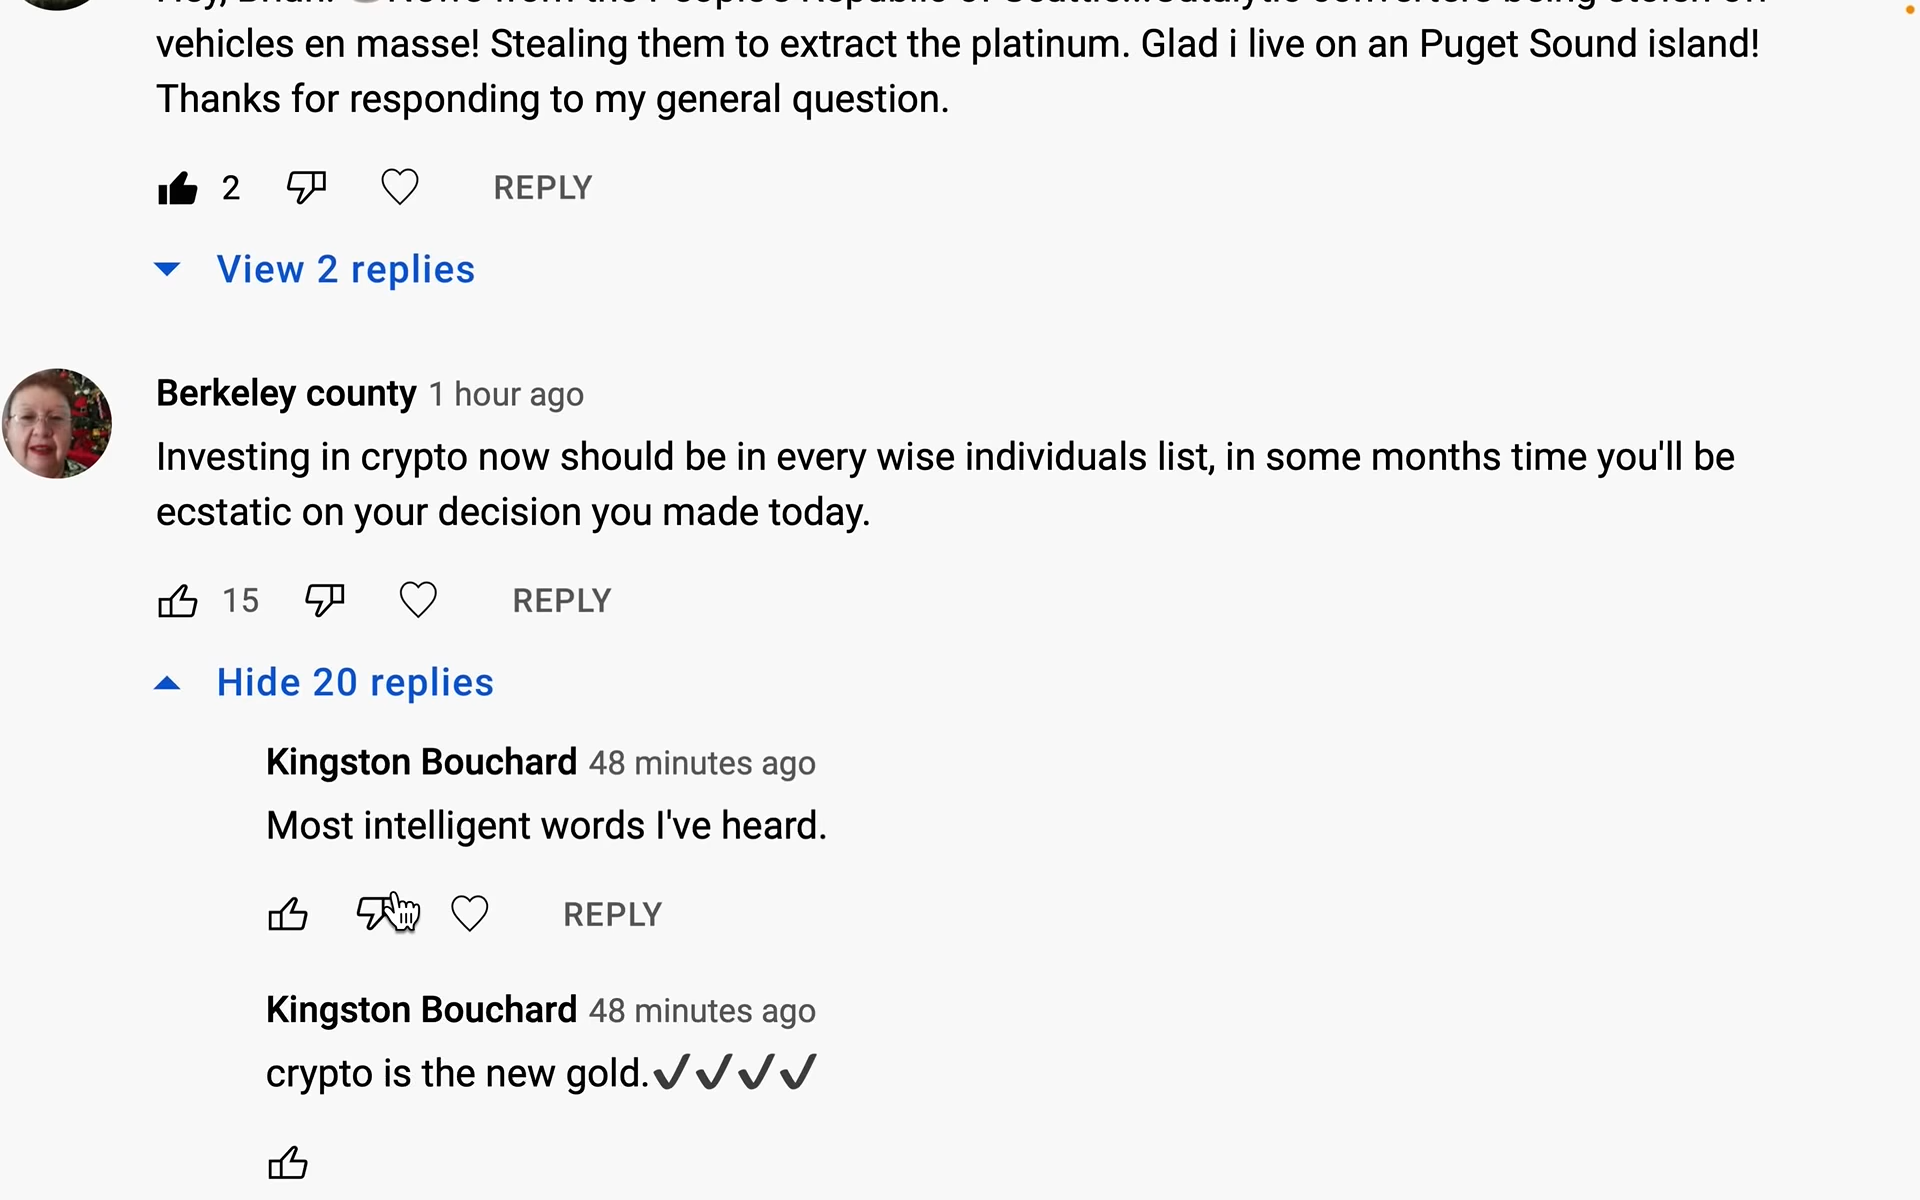 vehicles en masse! Stealing them to extract the platinum. Glad i live on an Puget Sound island!
Thanks for responding to my general question.
2 REPLY
View 2 replies
Berkeley county 1 hour ago
Investing in crypto now should be in every wise individuals list, in some months time you'll be
ecstatic on your decision you made today.
15 REPLY
Hide 20 replies
Kingston Bouchard 48 minutes ago
Most intelligent words I've heard.
REPLY
Kingston Bouchard 48 minutes ago
crypto is the new gold.✔✔✔✔